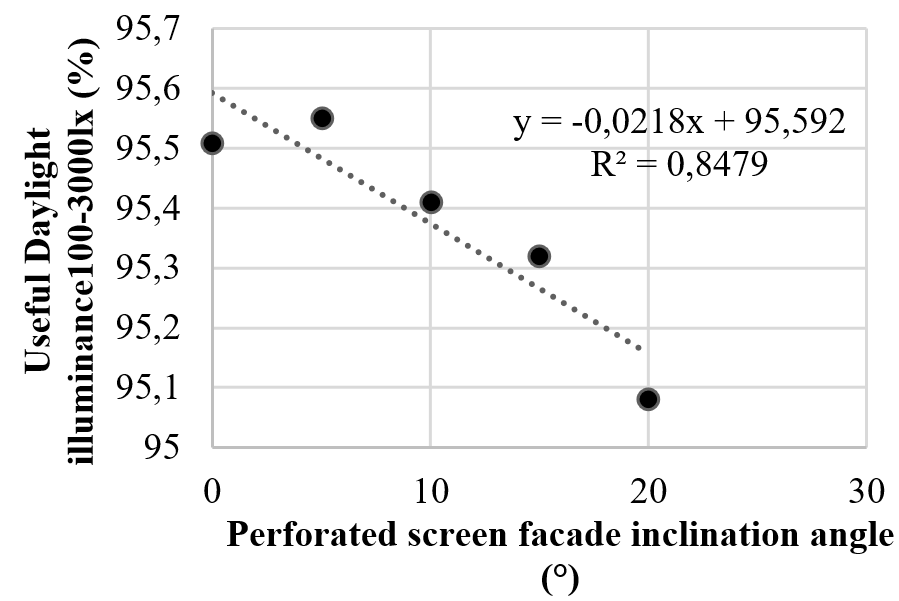 95,7
95,6
95,5
95,4
95,3
95,2
95,1
95
Useful Daylight
illuminance100-3000lx (%)
y = -0,0218x + 95,592
R² = 0,8479
0 10 20 30
Perforated screen facade inclination angle
(°)